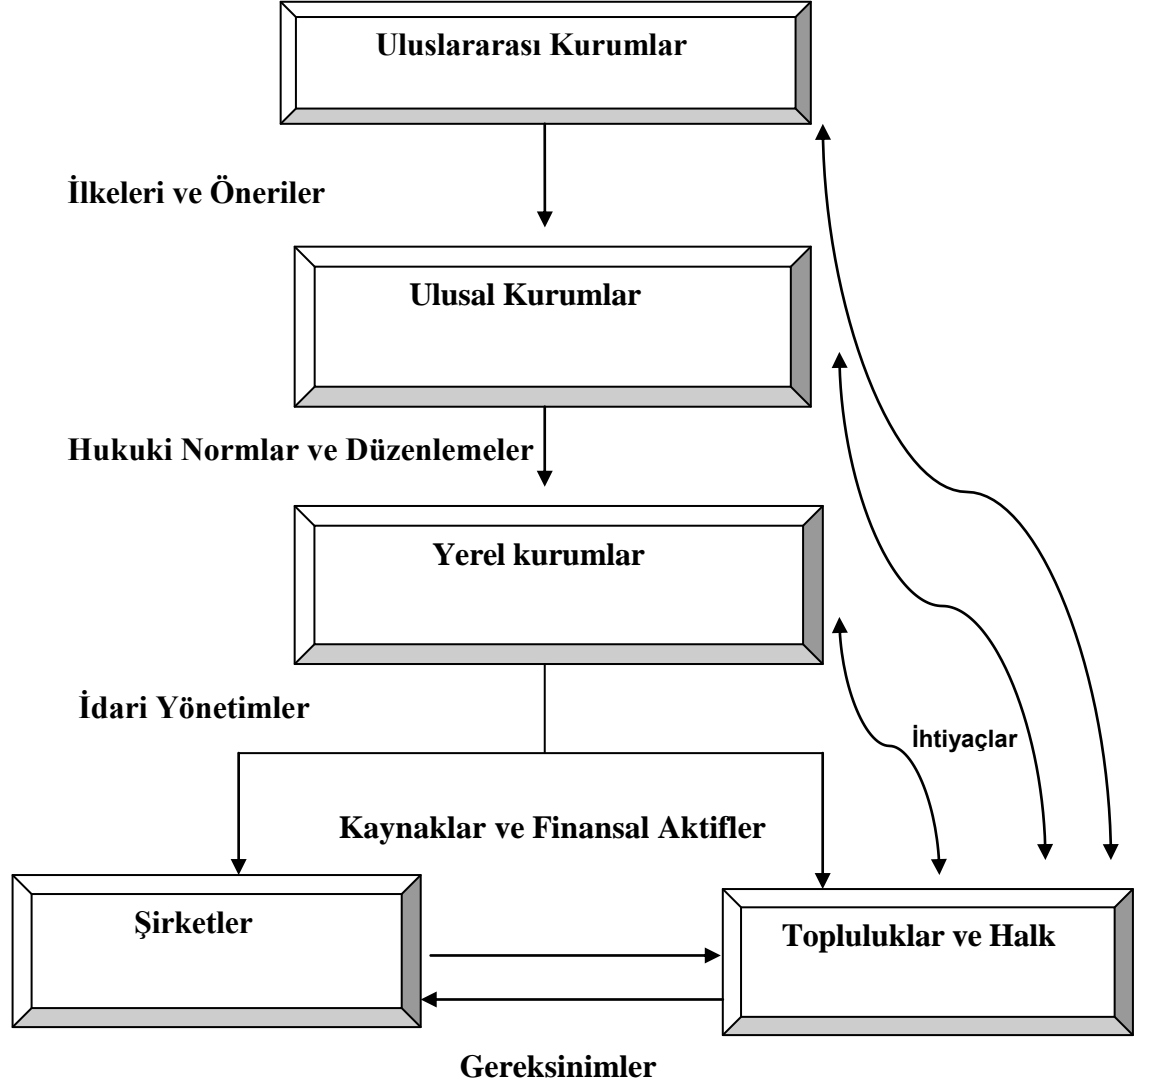 Uluslararası Kurumlar
İlkeleri ve Öneriler
Ulusal Kurumlar
Hukuki Normlar ve Düzenlemeler
Yerel kurumlar
İdari Yönetimler
İhtiyaçlar
Kaynaklar ve Finansal Aktifler
Şirketler
Topluluklar ve Halk
Gereksinimler